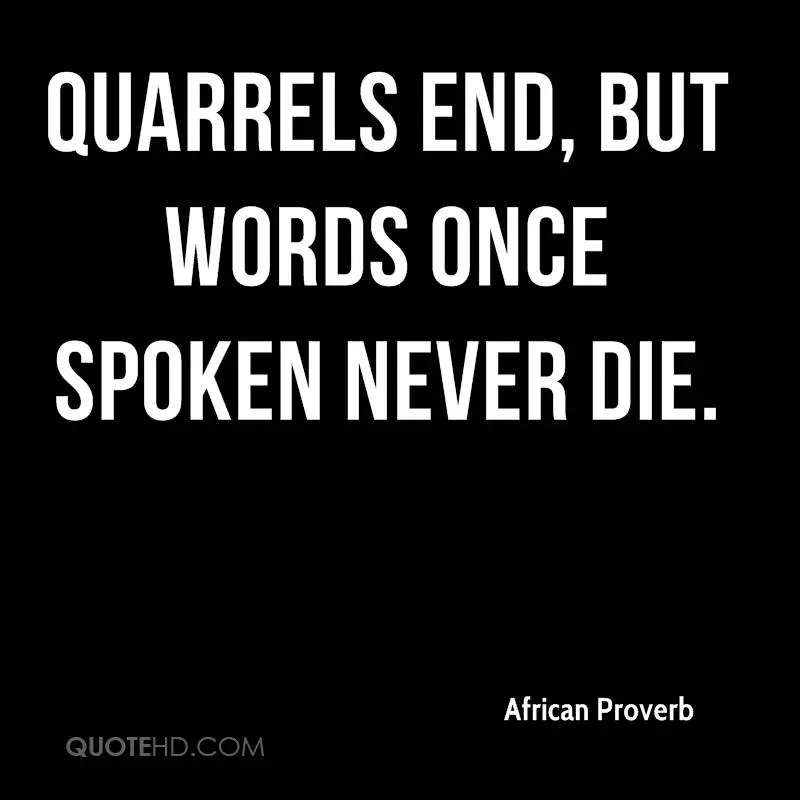 QUARRELS END, BUT
WORDS ONCE
SPOKEN NEVER DIE.
African Proverb
QUOTEHD.COM